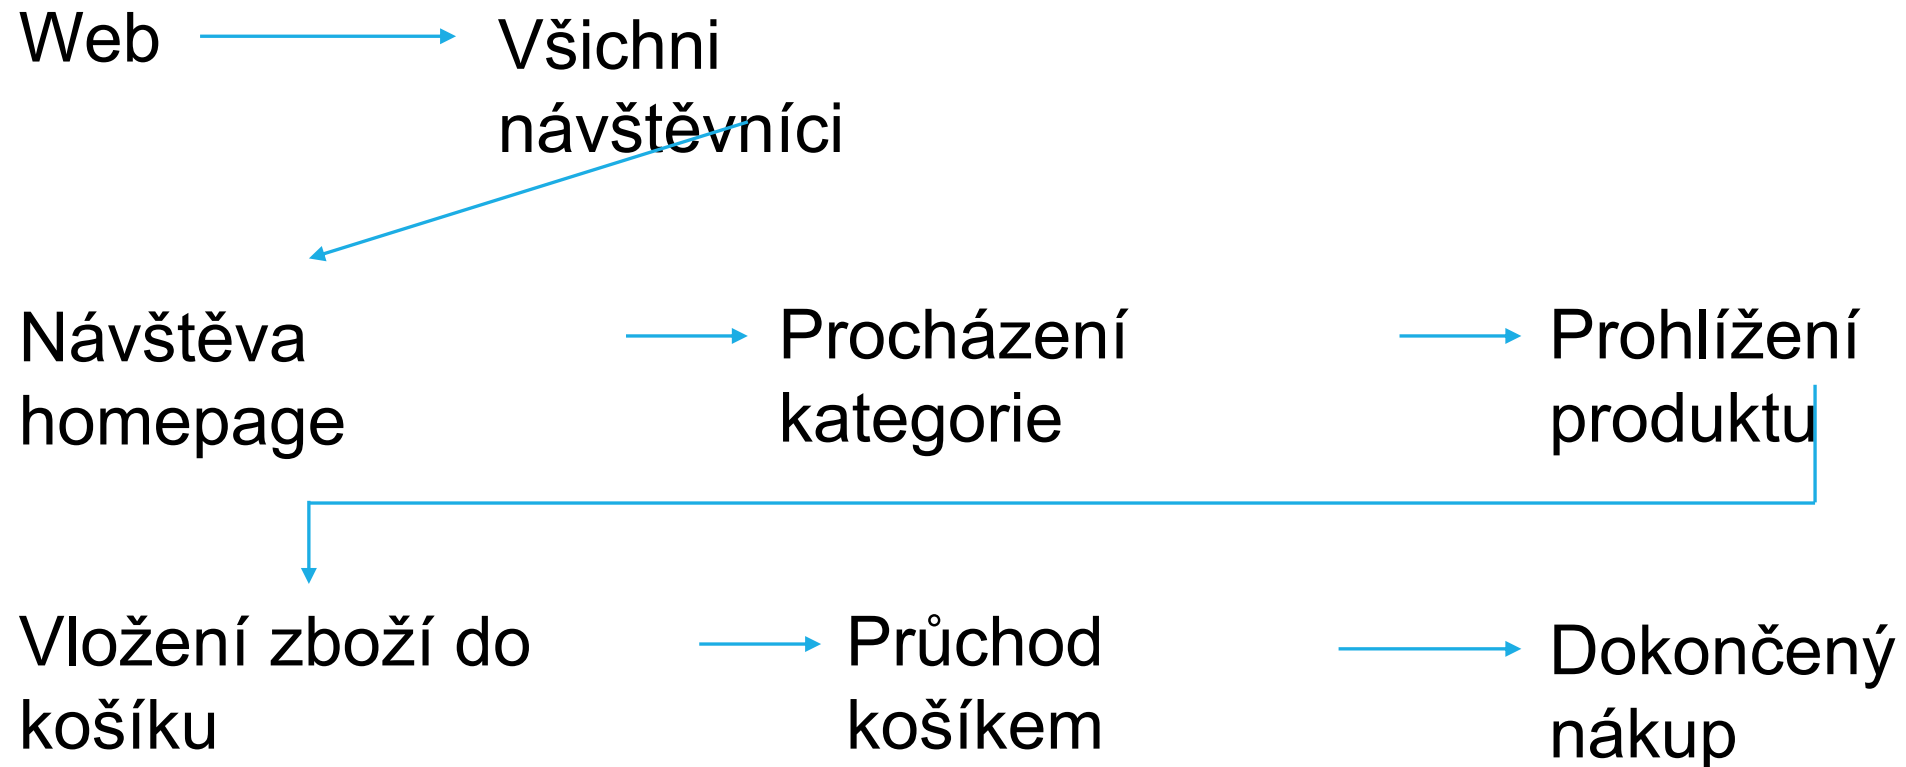 Web
Všichni
návštěvníci
Návštěva
homepage
Procházení
kategorie
Prohlížení
produktu
Vložení zboží do
košíku
Průchod
košíkem
Dokončený
nákup